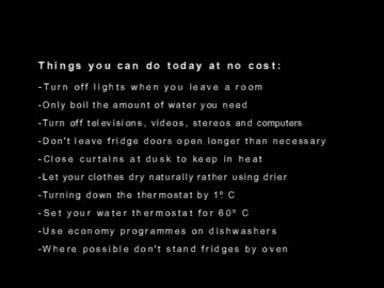 Things you can do today at no cost:
-Turn off lights when you leave a room
-Only boil the amount of water you need
-Turn off televisions, videos, stereos and computers
-Don't leave fridge doors open longer than necessary
-Close curtains at dusk to keep in heat
-Let your clothes dry naturally rather using drier
-Turning down the thermostat by 1º C
-Set your water thermostat for 60º C
-Use economy programmes on dishwashers
-Where possible don't stand fridges by oven